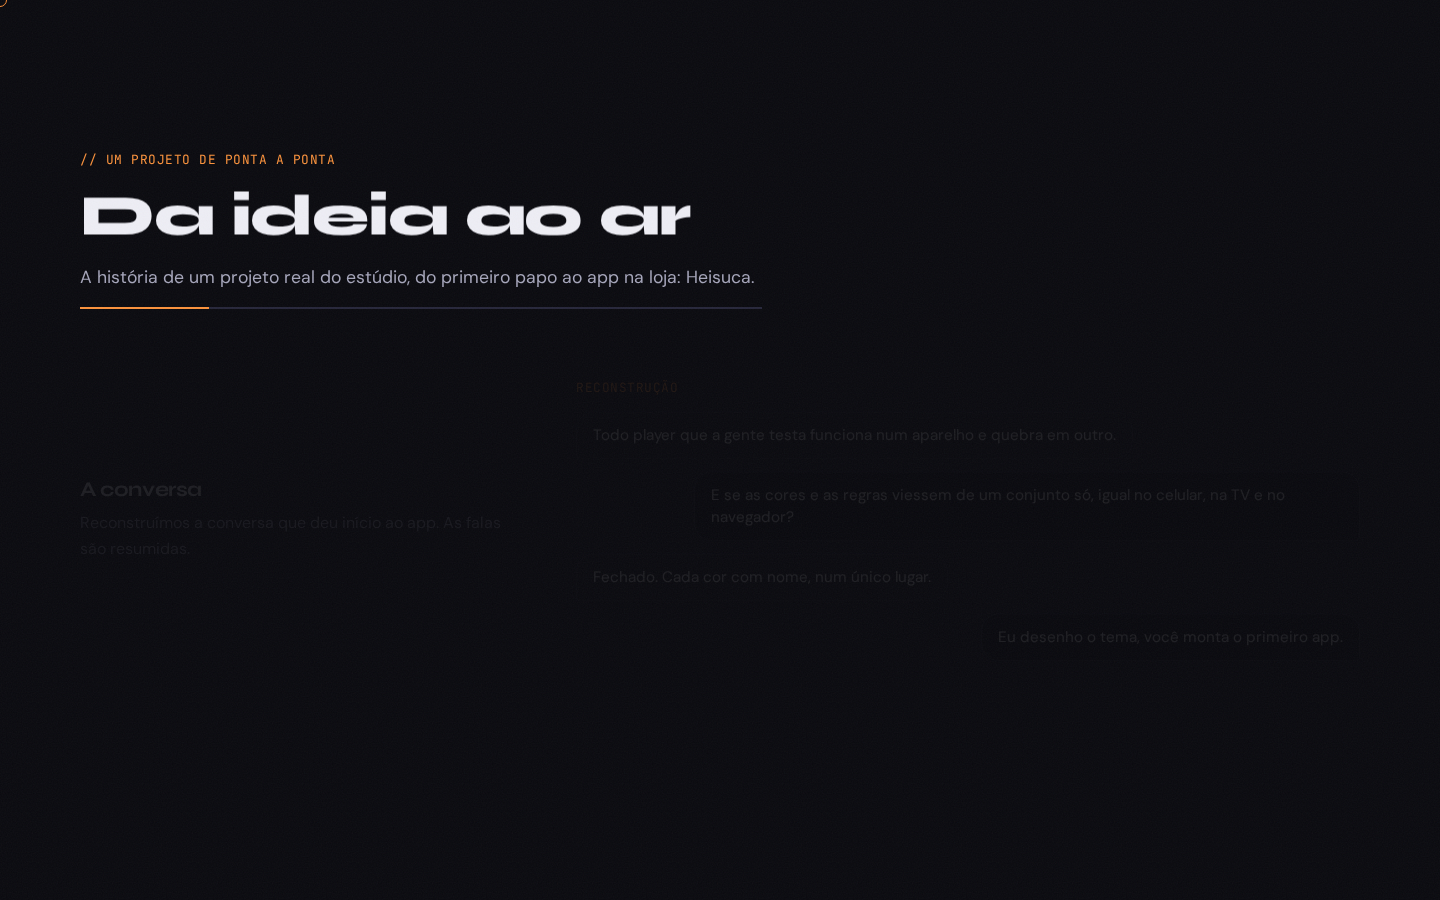 // UM PROJETO DE PONTA A PONTA
Da ideia ao ar
A história de um projeto real do estúdio, do primeiro papo ao app na loja: Heisuca.
A conversa
Reconstruímos a conversa que deu início ao app. As falas
são resumidas.
RECONSTRUÇÃO
Todo player que a gente testa funciona num aparelho e quebra em outro.
E se as cores e as regras viessem de um conjunto só, igual no celular, na TV e no
navegador?
Fechado. Cada cor com nome, num único lugar.
Eu desenho o tema, você monta o primeiro app.